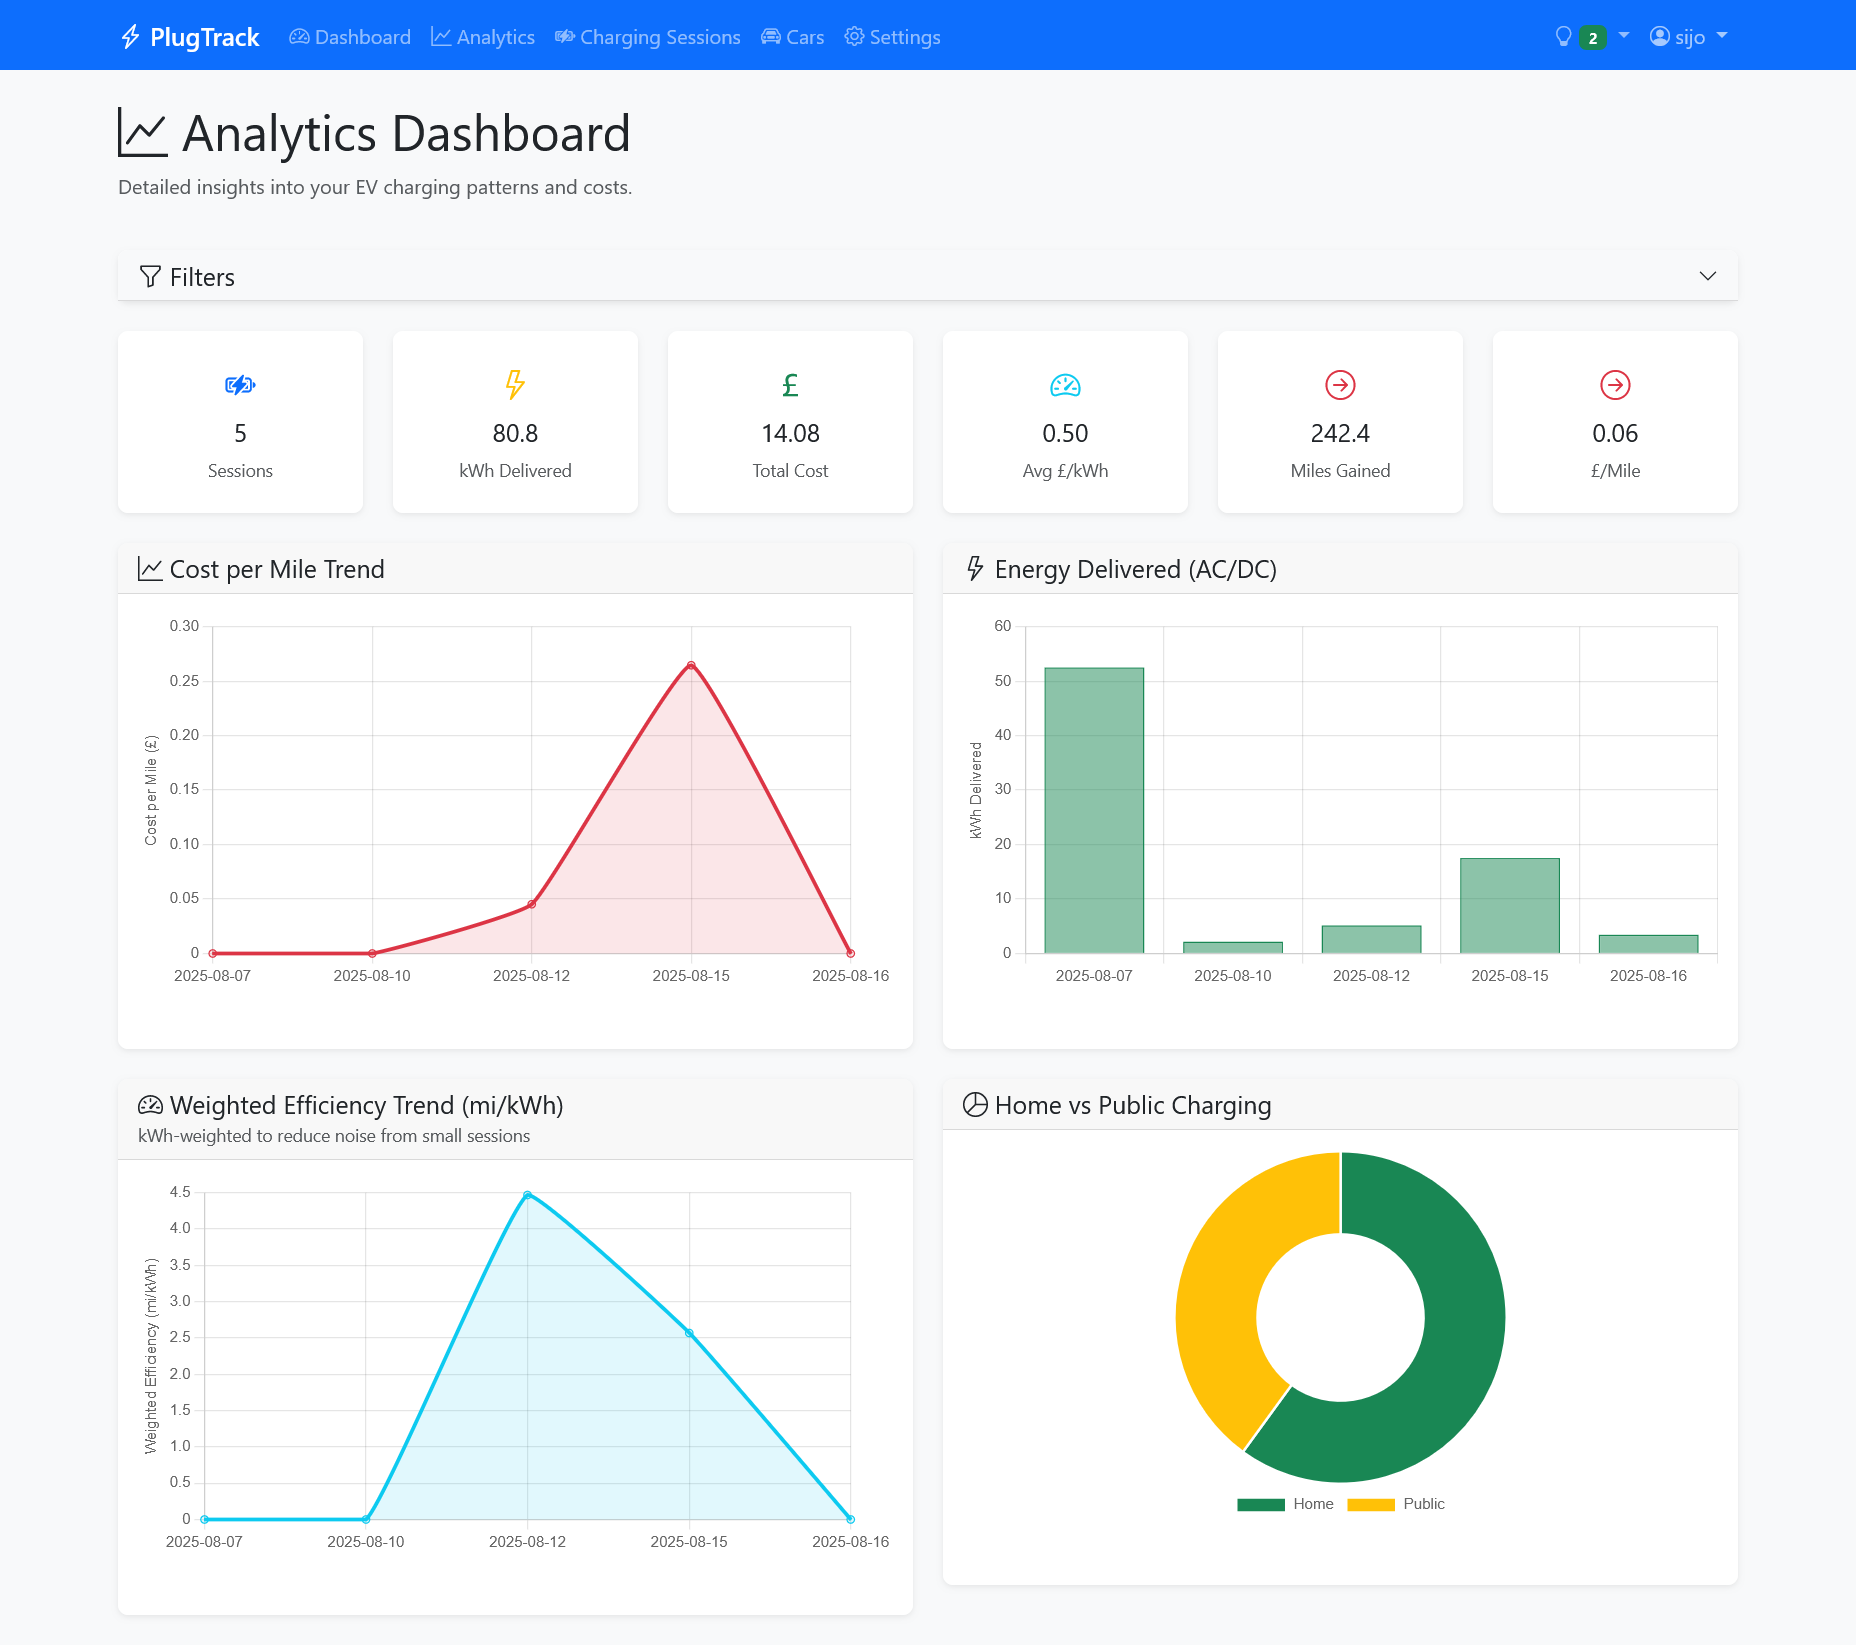 PlugTrack Dashboard Analytics Charging Sessions Cars Settings 2 sijo
Analytics Dashboard
Detailed insights into your EV charging patterns and costs.
Filters
5
Sessions
80.8
kWh Delivered
£
14.08
Total Cost
0.50
Avg £/kWh
242.4
Miles Gained
0.06
£/Mile
Cost per Mile Trend
Cost per Mile (£)
0.30
0.25
0.20
0.15
0.10
0.05
0
2025-08-07 2025-08-10 2025-08-12 2025-08-15 2025-08-16
Energy Delivered (AC/DC)
kWh Delivered
60
50
40
30
20
10
0
2025-08-07 2025-08-10 2025-08-12 2025-08-15 2025-08-16
Weighted Efficiency Trend (mi/kWh)
kWh-weighted to reduce noise from small sessions
Weighted Efficiency (mi/kWh)
4.5
4.0
3.5
3.0
2.5
2.0
1.5
1.0
0.5
0
2025-08-07 2025-08-10 2025-08-12 2025-08-15 2025-08-16
Home vs Public Charging
Home Public